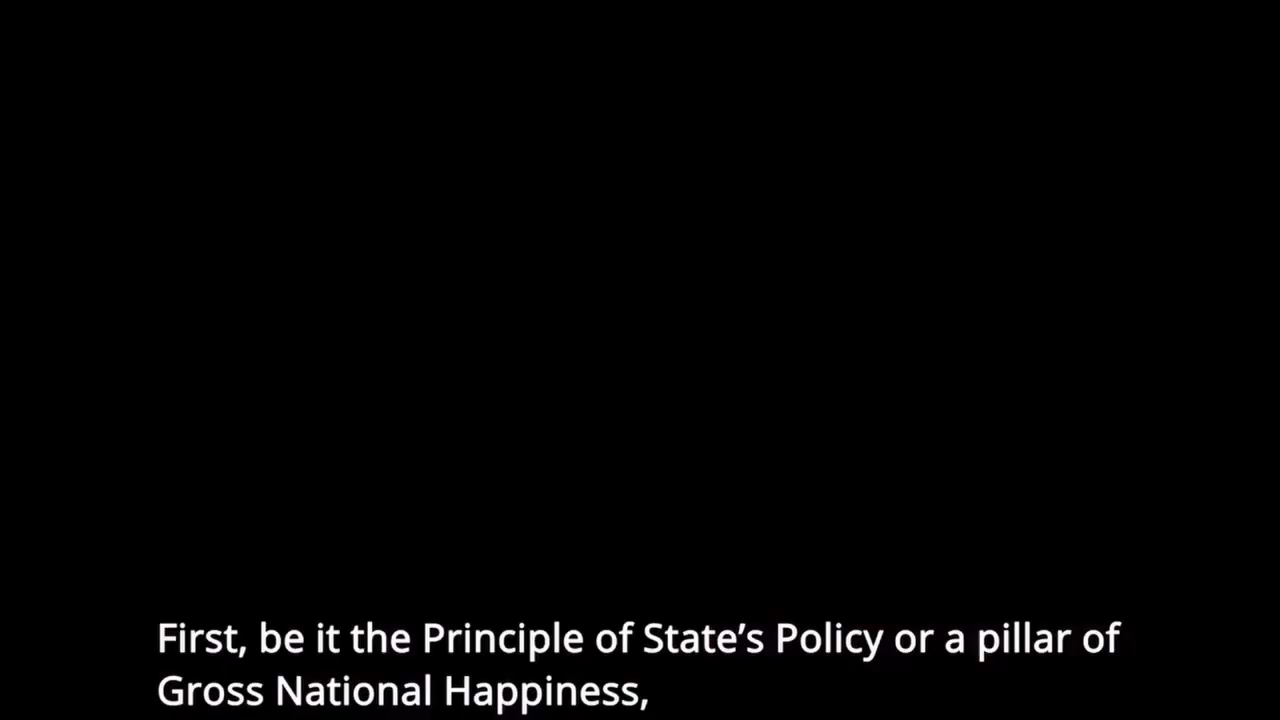 First, be it the Principle of State’s Policy or a pillar of
Gross National Happiness,